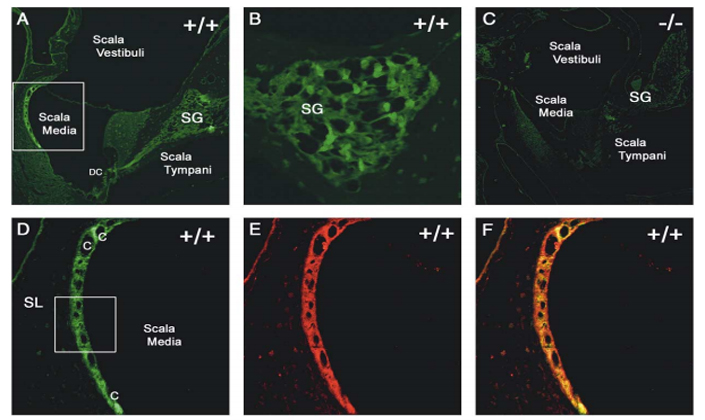 A
+/+
Scala
Vestibuli
Scala
Media
SG
DC
Scala
Tympani
B
+/+
SG
C
-/-
Scala
Vestibuli
Scala
Media
SG
Scala
Tympani
D
+/+
C
C
SL
Scala
Media
C
E
+/+
F
+/+